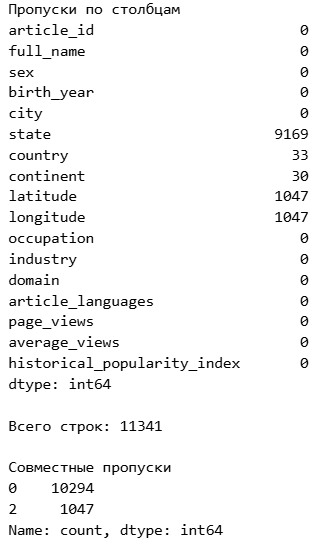 Пропуски по столбцам
article_id 0
full_name 0
sex 0
birth_year 0
city 0
state 9169
country 33
continent 30
latitude 1047
longitude 1047
occupation 0
industry 0
domain 0
article_languages 0
page_views 0
average_views 0
historical_popularity_index 0
dtype: int64
Всего строк: 11341
Совместные пропуски
0 10294
2 1047
Name: count, dtype: int64